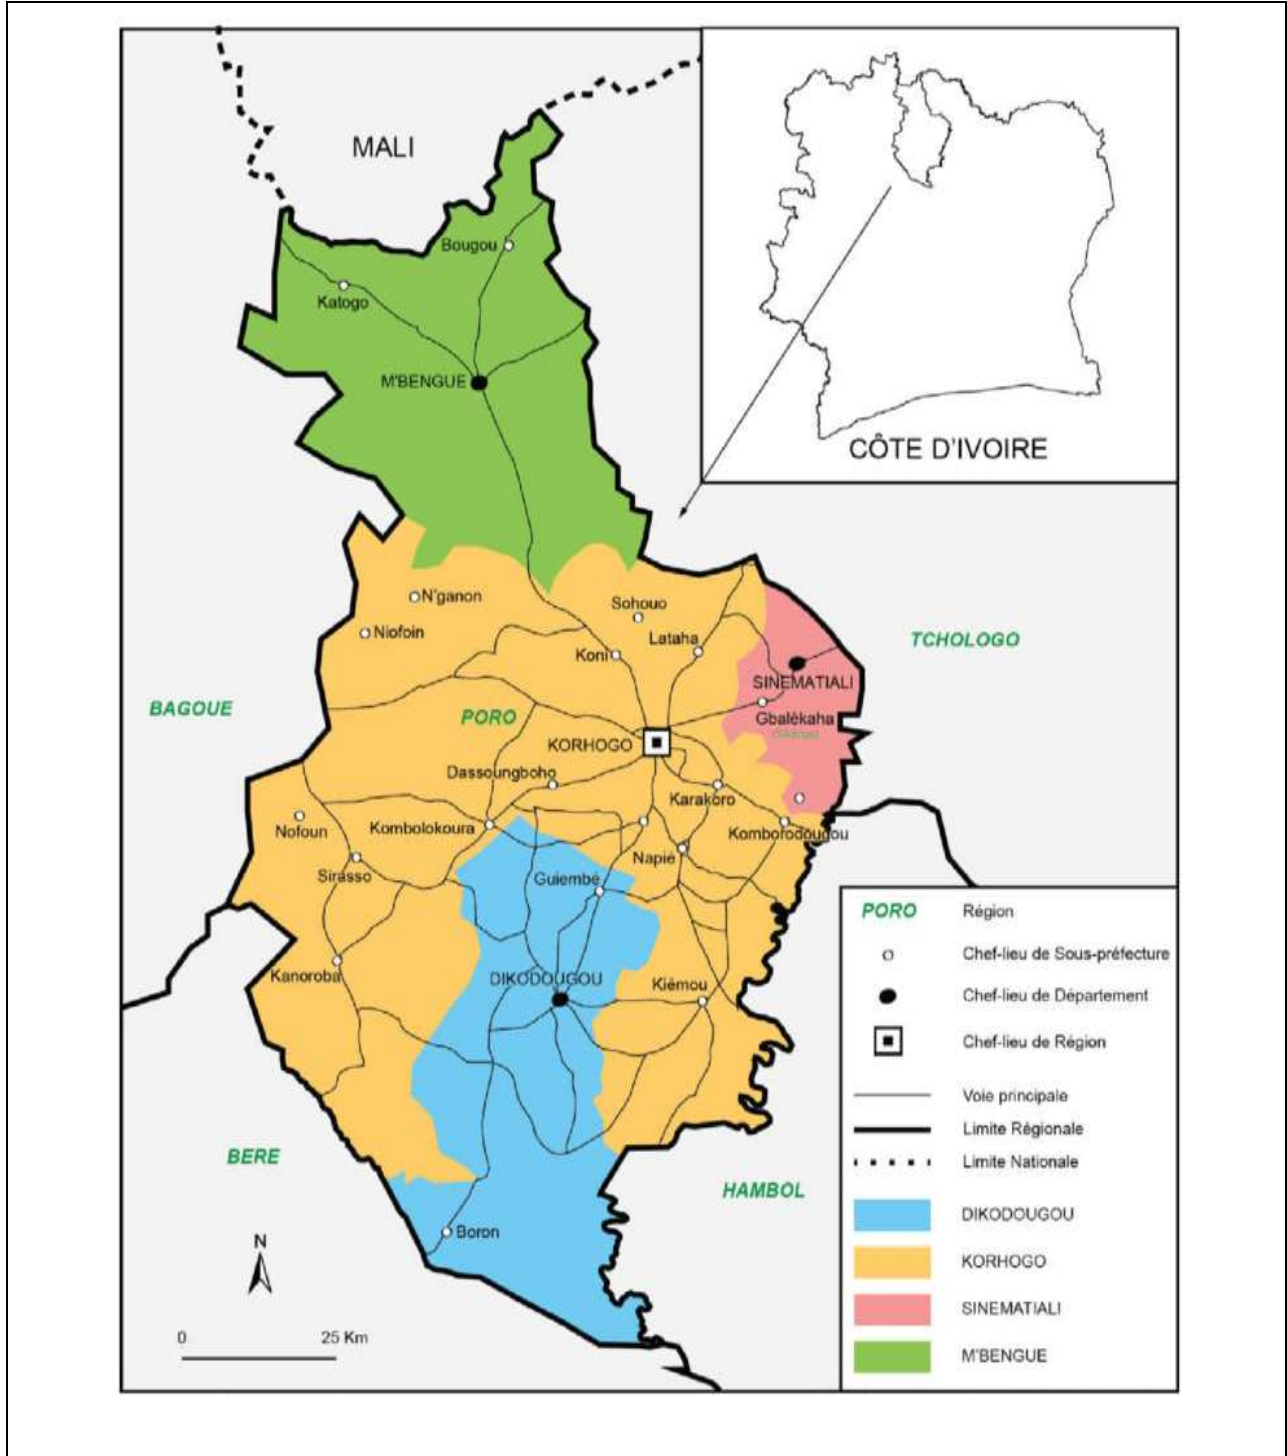 MALI
Bougou
Katogo
M'BENGUE
CÔTE D'IVOIRE
N'ganon
Niofoin
Sohouo
Lataha
Koni
TCHOLOGO
SINEMATIALI
BAGOUE
PORO
Gbalékaha
KORHOGO
Dassoungboho
Karakoro
Nofoun
Kombolokoura
Komborodougou
Napié
Sirasso
Guiembé
Kanoroba
DIKODOUGOU
Kiémou
BERE
HAMBOL
Boron
N
0 25 Km
PORO Région
Chef-lieu de Sous-préfecture
Chef-lieu de Département
Chef-lieu de Région
Voie principale
Limite Régionale
Limite Nationale
DIKODOUGOU
KORHOGO
SINEMATIALI
M'BENGUE